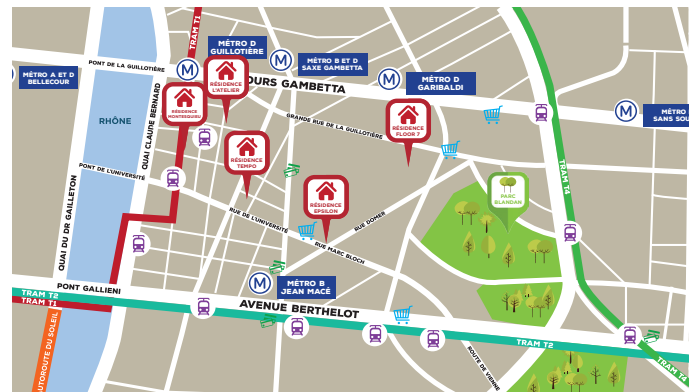 TRAM T1
MÉTRO D
GUILLOTIÈRE
MÉTRO B ET D
SAXE GAMBETTA
MÉTRO A ET D
BELLECOUR
PONT DE LA GUILLOTIÈRE
M
M
M
MÉTRO D
GARIBALDI
RÉSIDENCE
L'ATELIER
OURS GAMBETTA
RÉSIDENCE
MONTESQUIEU
M
MÉTRO
SANS SOU
RHÔNE
QUAI CLAUDE BERNARD
GRANDE RUE DE LA GUILLOTIÈRE
RÉSIDENCE
FLOOR 7
RÉSIDENCE
TEMPO
PONT DE L'UNIVERSITÉ
TRAM T4
QUAI DU DR GAILLETON
RÉSIDENCE
EPSILON
PARC
BLANDAN
RUE DE L'UNIVERSITÉ
RUE DOMER
RUE MARC BLOCH
PONT GALLIENI
M
MÉTRO B
JEAN MACÉ
TRAM T2
TRAM T1
AVENUE BERTHELOT
AUTOROUTE DU SOLEIL
TRAM T2
ROUTE DE VIENNE
TRAM T4